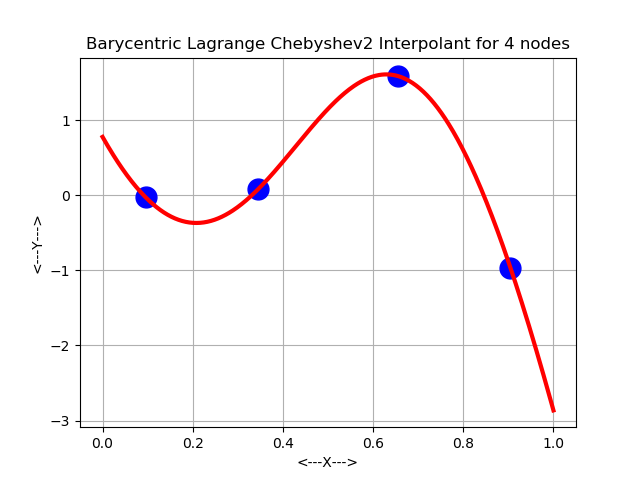 Barycentric Lagrange Chebyshev2 Interpolant for 4 nodes
1
0
−1
−2
−3
<---Y--->
0.0 0.2 0.4 0.6 0.8 1.0
<---X--->